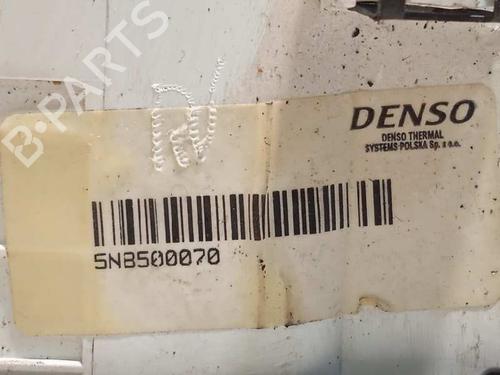 B-PARTS
DENSO
DENSO THERMAL
SYSTEMS POLSKA Sp. z o.o.
5NB500070